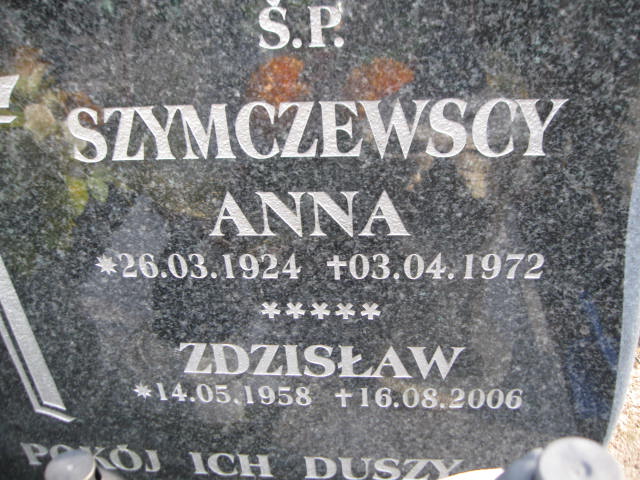 Ś.P.
SZYMCZEWSCY
ANNA
*26.03.1924 †03.04.1972
*****
ZDZISŁAW
*14.05.1958 †16.08.2006
POKÓJ ICH DUSZY